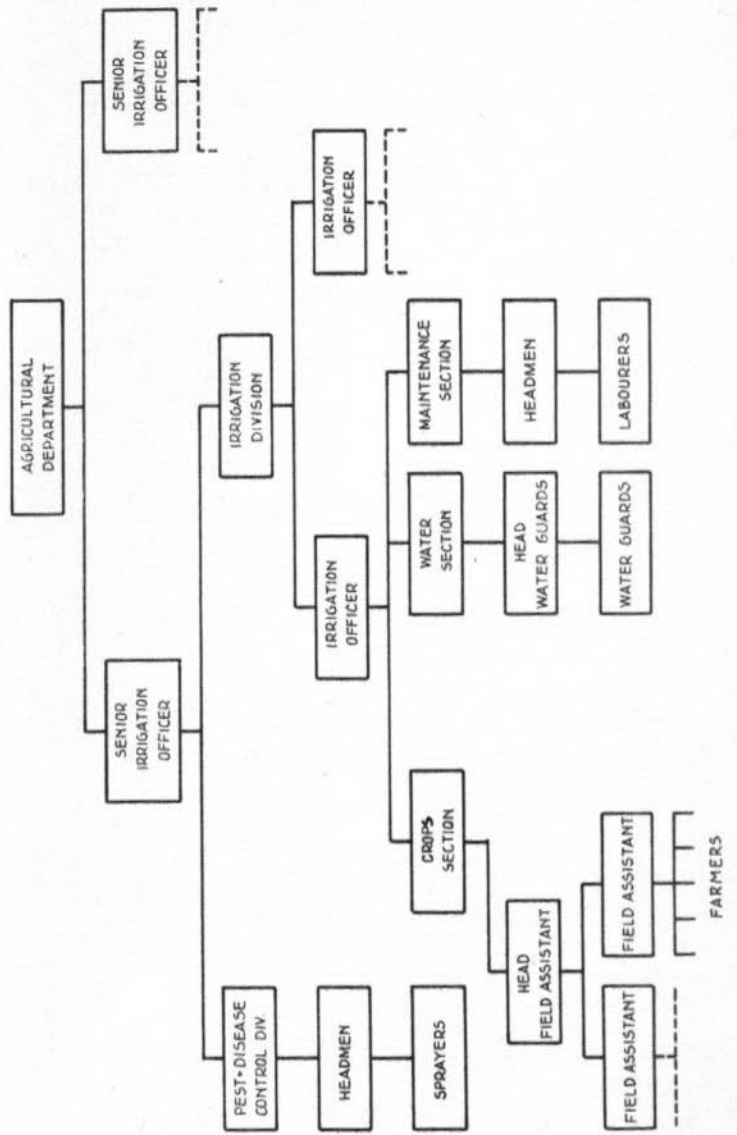 AGRICULTURAL
DEPARTMENT
SENIOR
IRRIGATION
OFFICER
SENIOR
IRRIGATION
OFFICER
PEST+DISEASE
CONTROL DIV.
IRRIGATION
DIVISION
HEADMEN
IRRIGATION
OFFICER
IRRIGATION
OFFICER
SPRAYERS
CROPS
SECTION
WATER
SECTION
MAINTENANCE
SECTION
HEAD
FIELD ASSISTANT
HEAD
WATER GUARDS
HEADMEN
FIELD ASSISTANT
FIELD ASSISTANT
WATER GUARDS
LABOURERS
FARMERS